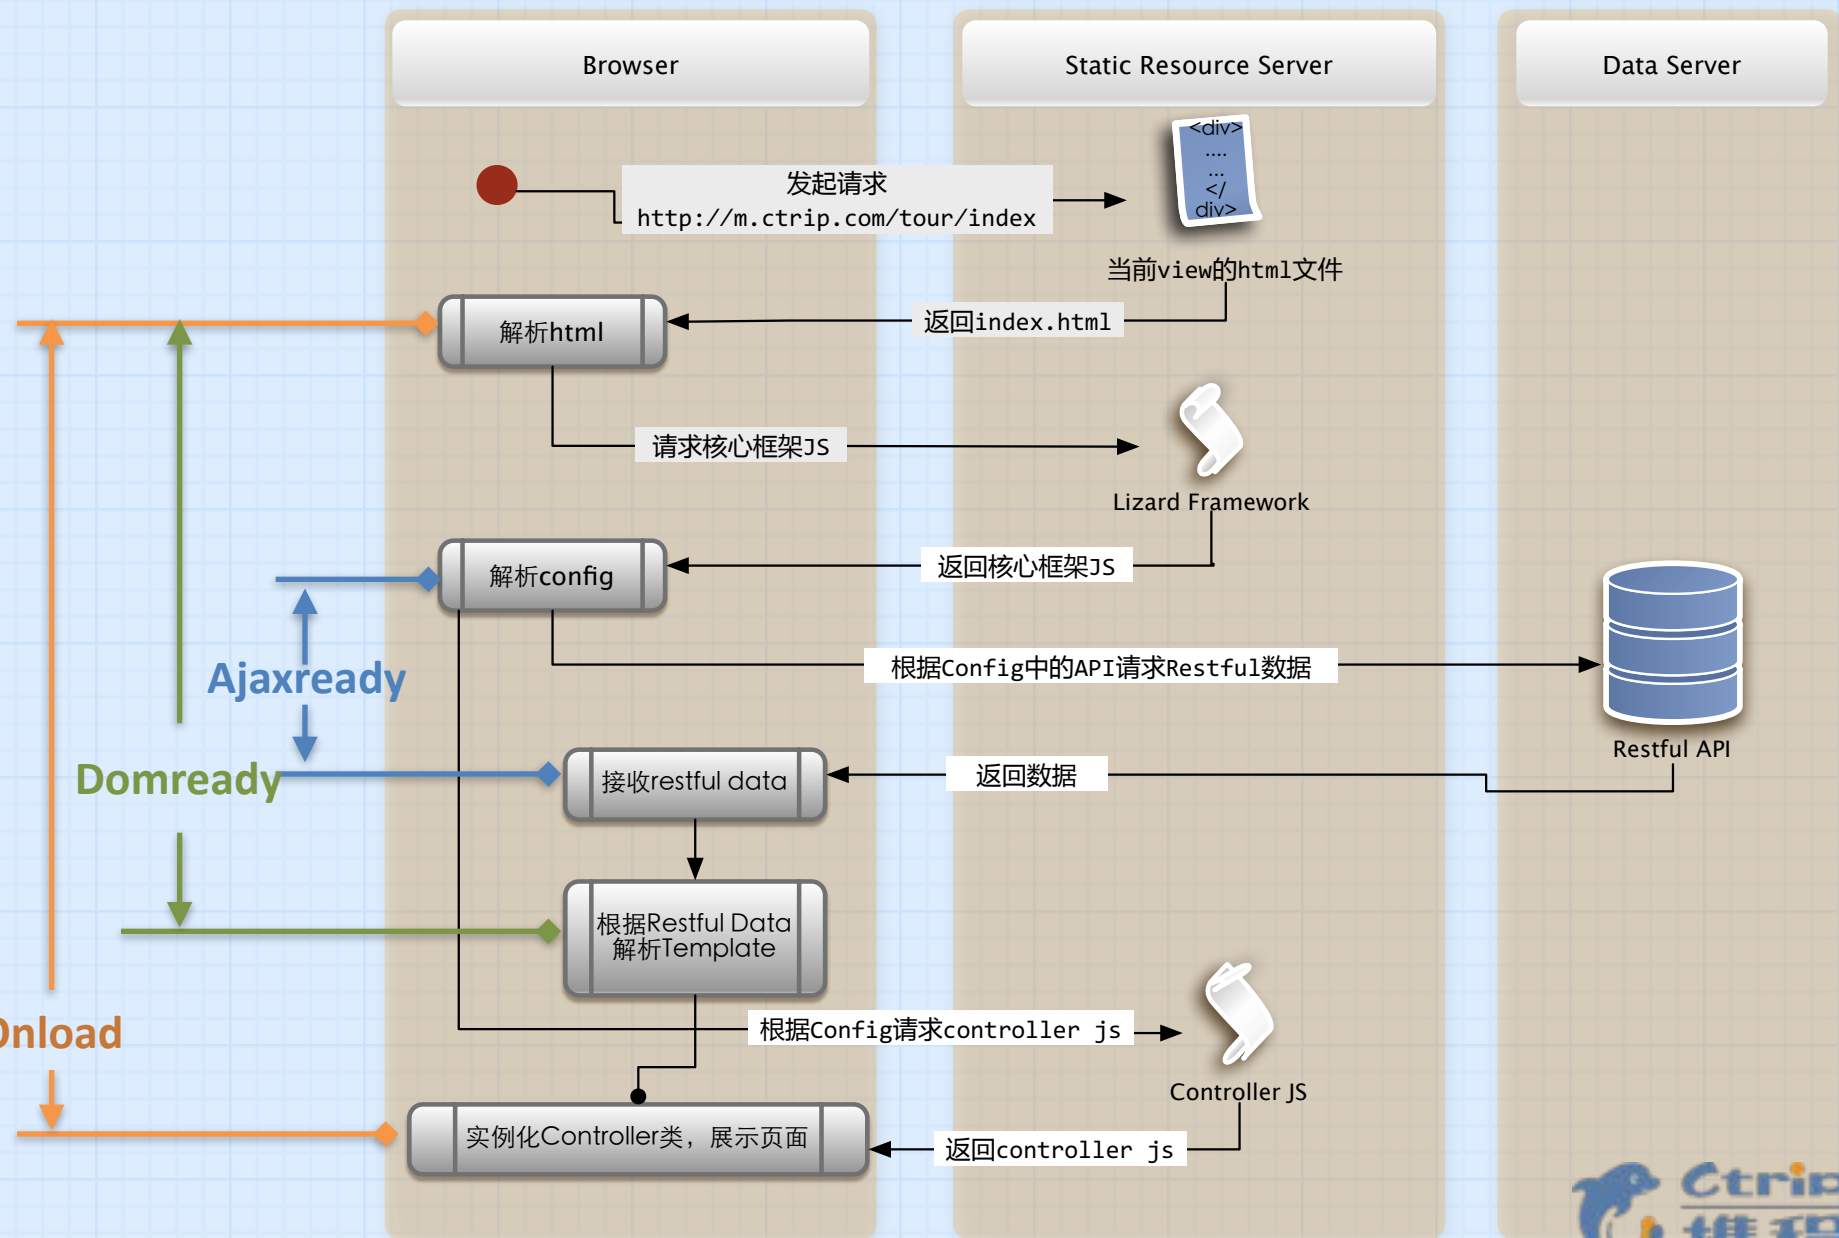 Browser
Static Resource Server
Data Server
<div>
....
...
</
div>
发起请求
http://m.ctrip.com/tour/index
当前view的html文件
解析html
返回index.html
请求核心框架JS
Lizard Framework
解析config
返回核心框架JS
根据Config中的API请求Restful数据
Ajaxready
Restful API
Domready
接收restful data
返回数据
根据Restful Data
解析Template
Onload
根据Config请求controller js
Controller JS
实例化Controller类，展示页面
返回controller js
Ctrip
携程